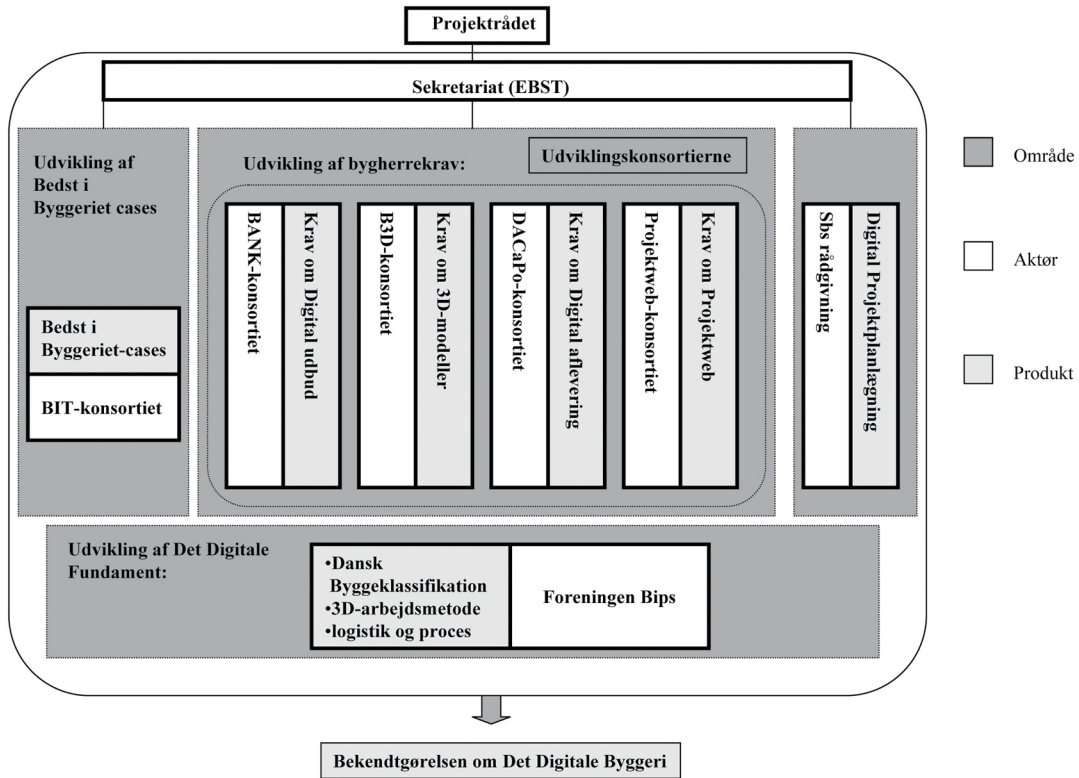 Projektrådet
Sekretariat (EBST)
Udvikling af
Bedst i
Byggeriet cases
Bedst i
Byggeriet-cases
BIT-konsortiet
Udvikling af bygherrekrav:
Udviklingskonsortierne
BANK-konsortiet
Krav om Digital udbud
B3D-konsortiet
Krav om 3D-modeller
DACaPo-konsortiet
Krav om Digital aflevering
Projektweb-konsortiet
Krav om Projektweb
Sbs rådgivning
Digital Projektplanlægning
Område
Aktør
Produkt
Udvikling af Det Digitale
Fundament:
•Dansk
Byggeklassifikation
•3D-arbejdsmetode
•logistik og proces
Foreningen Bips
Bekendtgørelsen om Det Digitale Byggeri